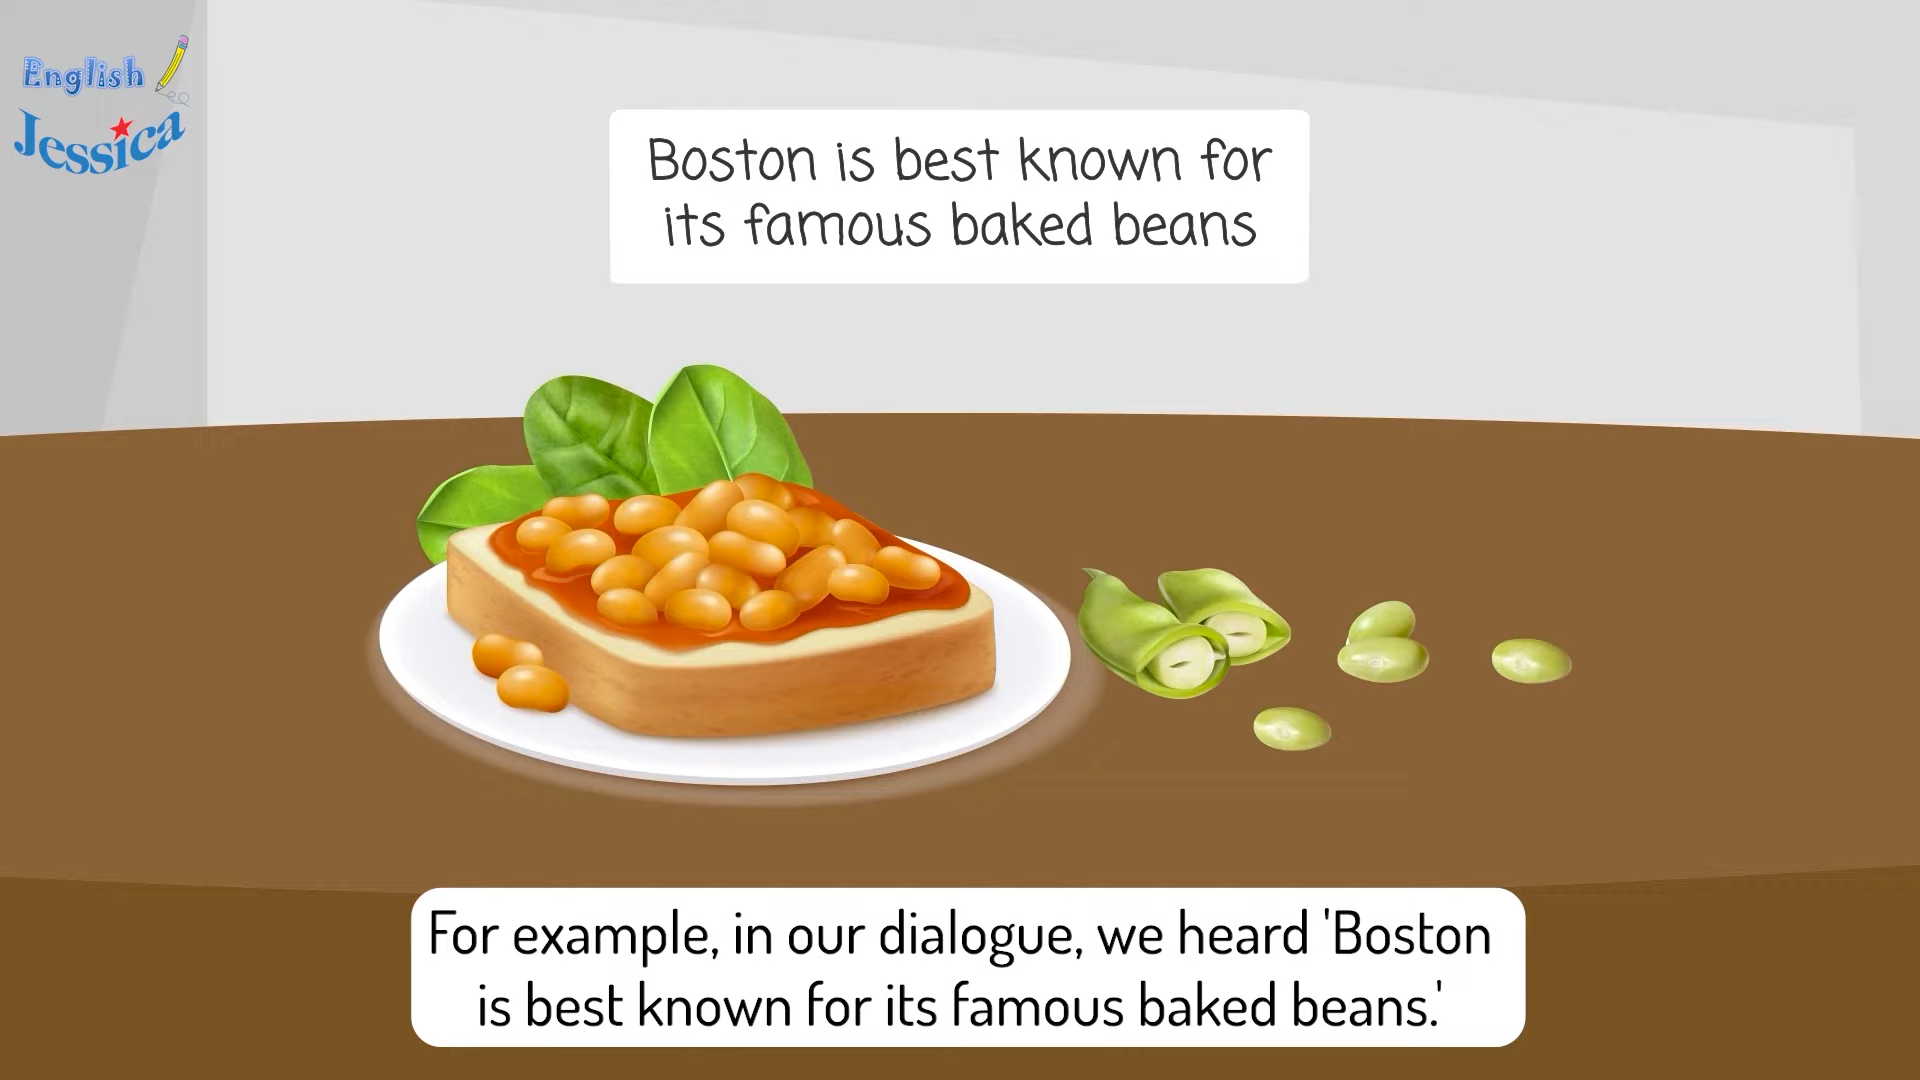 English
Jessica
Boston is best known for
its famous baked beans
For example, in our dialogue, we heard 'Boston
is best known for its famous baked beans.'